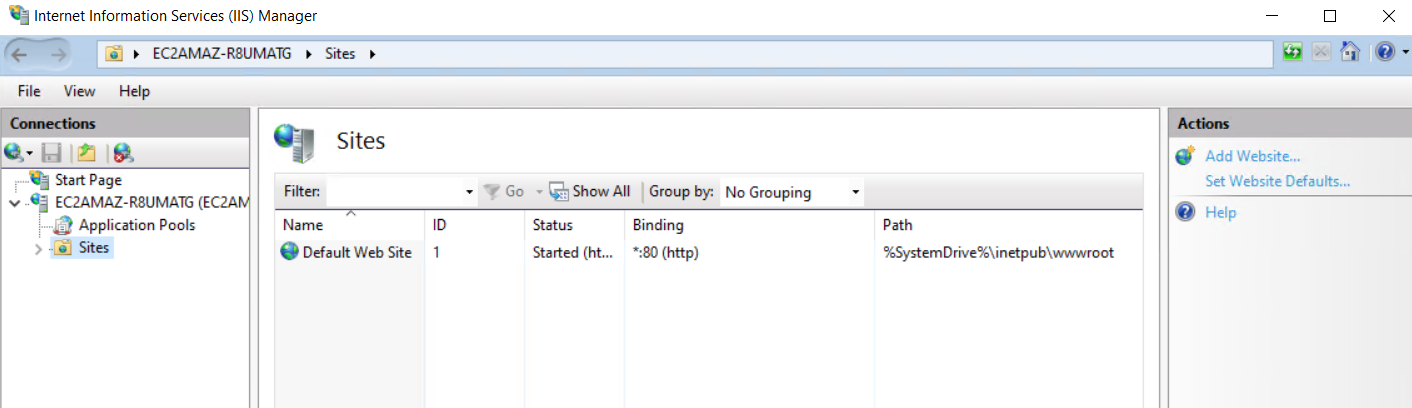 Internet Information Services (IIS) Manager
EC2AMAZ-R8UMATG Sites
File View Help
Connections
Start Page
EC2AMAZ-R8UMATG (EC2AM
Application Pools
Sites
Sites
Filter: Go Show All Group by: No Grouping
Name ID Status Binding Path
Default Web Site 1 Started (ht... *:80 (http) %SystemDrive%\inetpub\wwwroot
Actions
Add Website...
Set Website Defaults...
Help